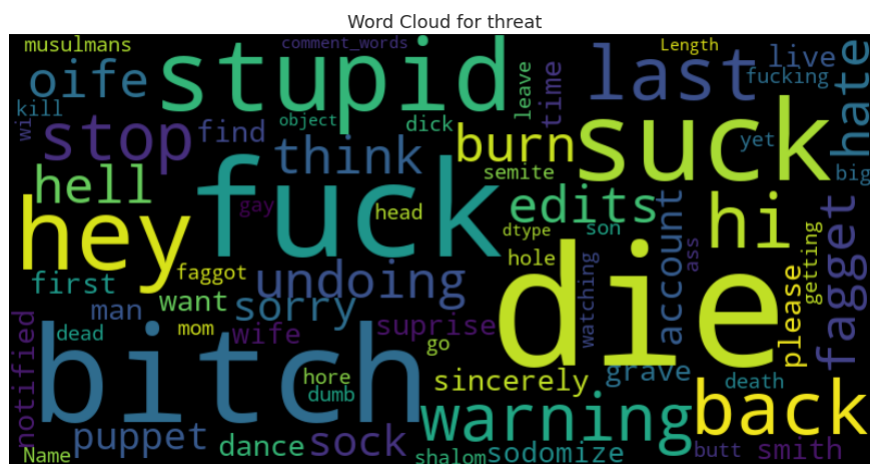 Word Cloud for threat
musulmans comment_words Length live
oife stupid leave time last fucking hate
kill wi stop find object dick yet
think burn suck semite big
hell fuck gay head edits hi
hey dtype son account please getting fagget
first faggot undoing hole watching ass
man want sorry die
notified dead mom wife suprise go
bitch hore dumb sincerely grave death back
puppet dance sock warning
Name shalom sodomize butt smith